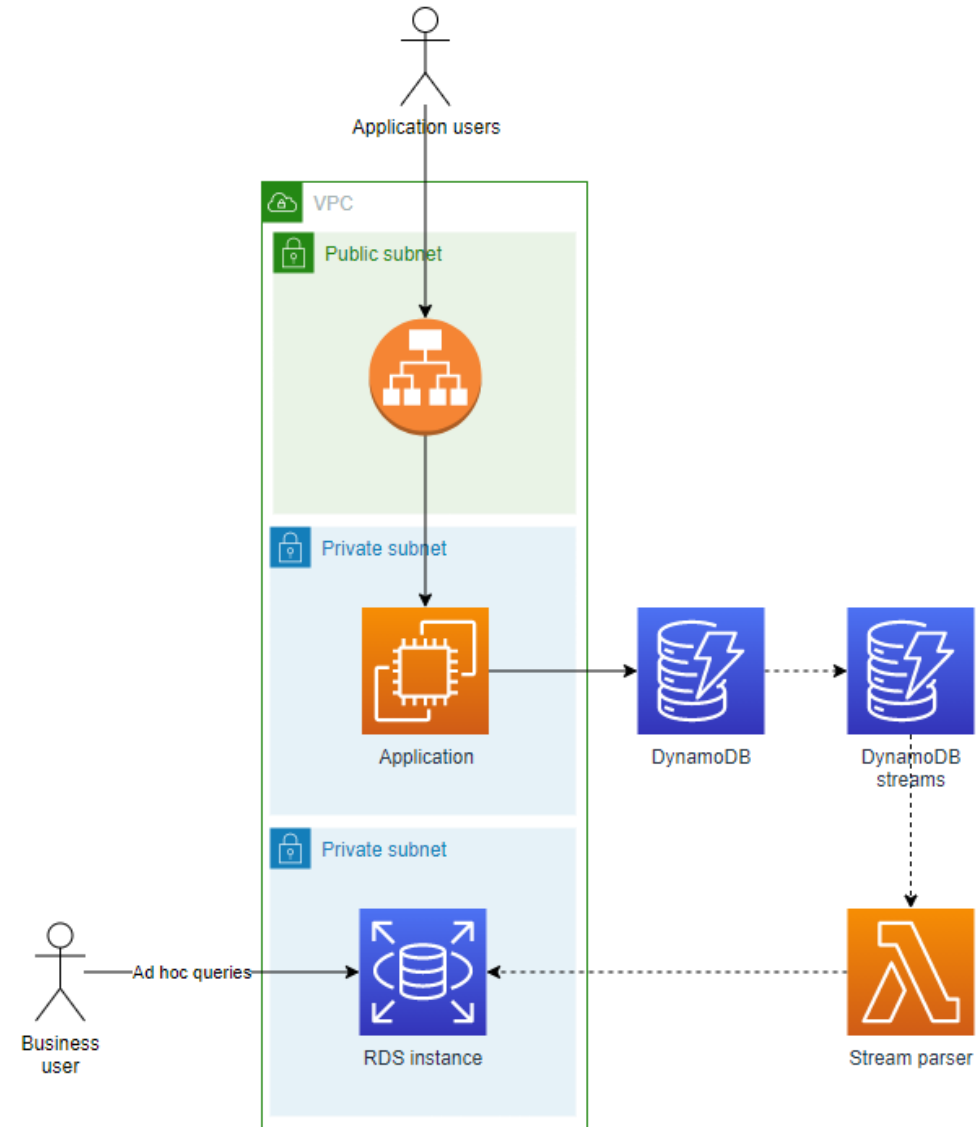 Application users
VPC
Public subnet
Private subnet
Application
DynamoDB
DynamoDB
streams
Private subnet
Ad hoc queries
Business
user
RDS instance
Stream parser